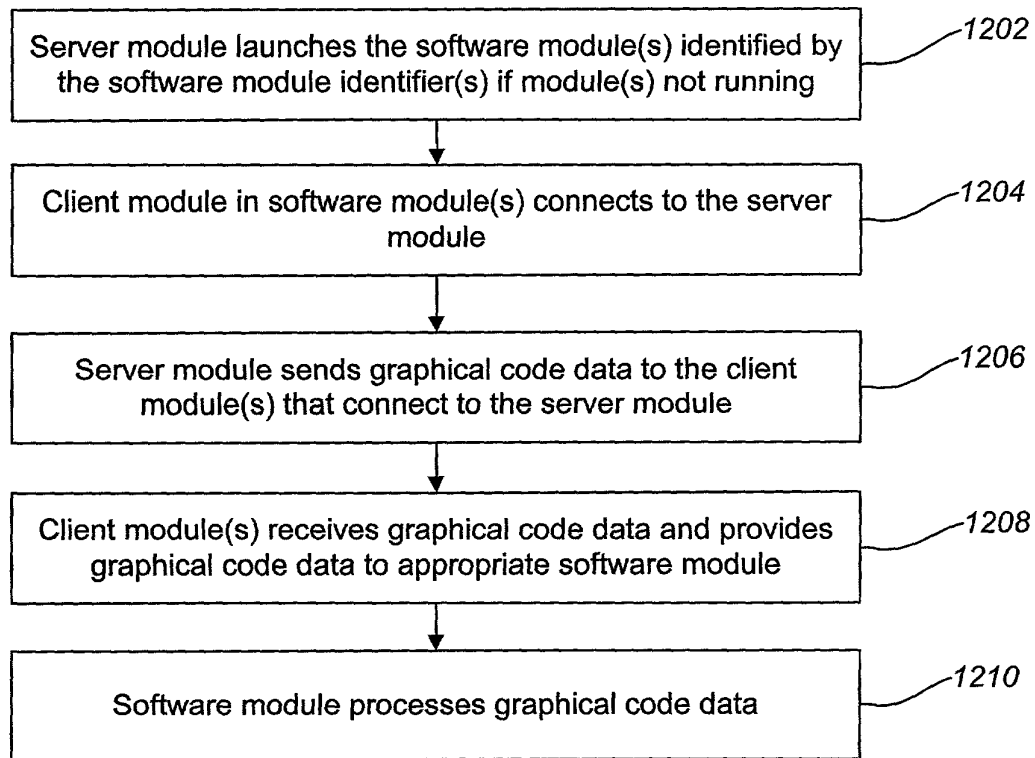 Server module launches the software module(s) identified by
the software module identifier(s) if module(s) not running
1202
Client module in software module(s) connects to the server
module
1204
Server module sends graphical code data to the client
module(s) that connect to the server module
1206
Client module(s) receives graphical code data and provides
graphical code data to appropriate software module
1208
Software module processes graphical code data
1210